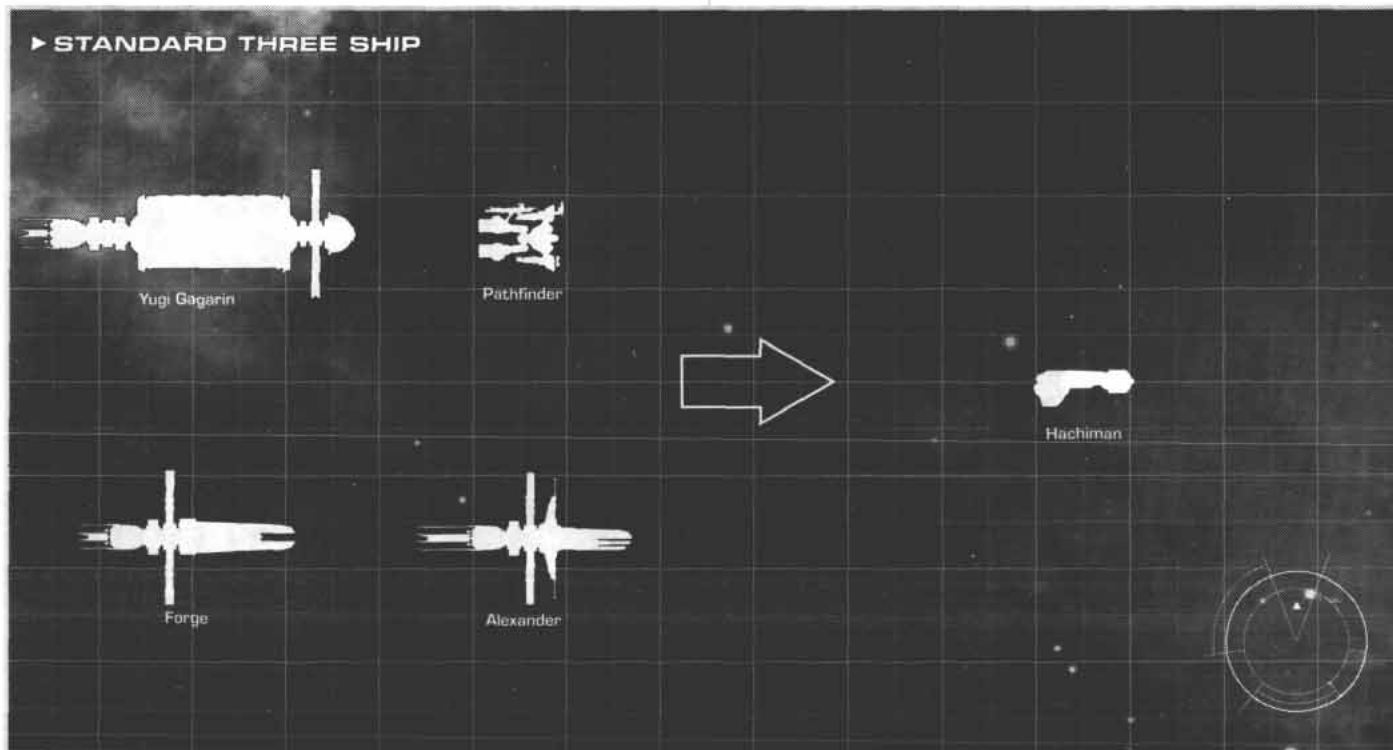 ► STANDARD THREE SHIP
Yugi Gagarin
Pathfinder
Hachiman
Forge
Alexander